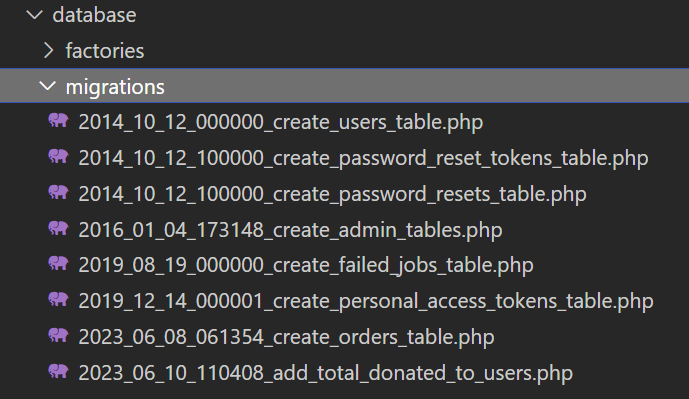 database
factories
migrations
2014_10_12_000000_create_users_table.php
2014_10_12_100000_create_password_reset_tokens_table.php
2014_10_12_100000_create_password_resets_table.php
2016_01_04_173148_create_admin_tables.php
2019_08_19_000000_create_failed_jobs_table.php
2019_12_14_000001_create_personal_access_tokens_table.php
2023_06_08_061354_create_orders_table.php
2023_06_10_110408_add_total_donated_to_users.php